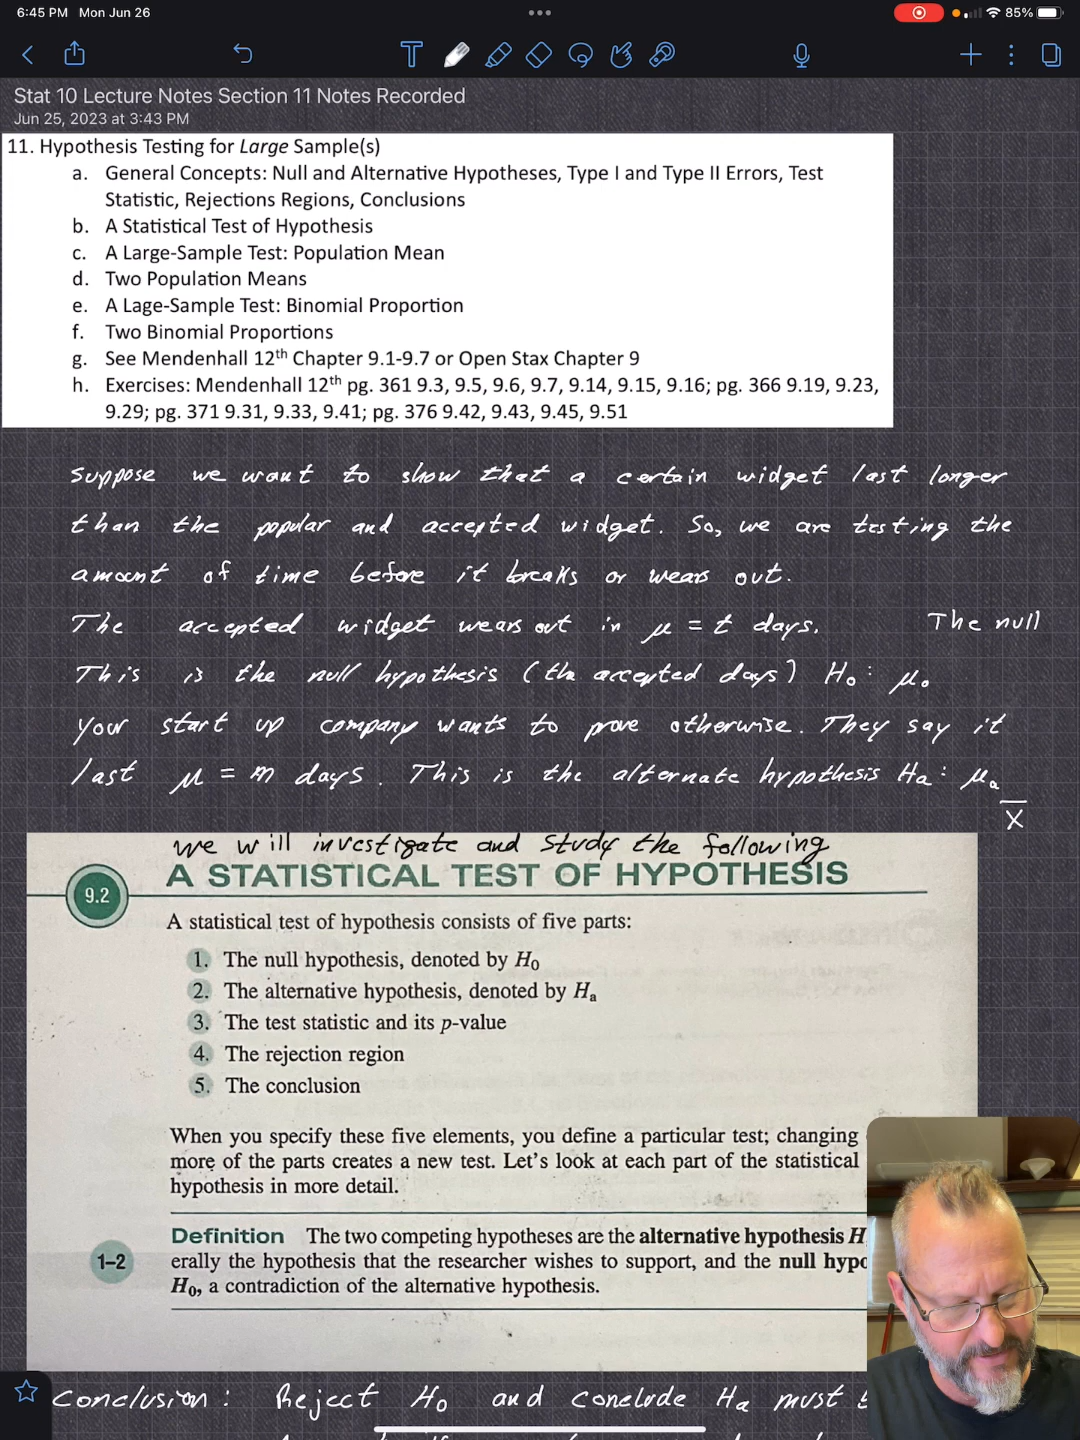 6:45 PM Mon Jun 26
85%
T
Stat 10 Lecture Notes Section 11 Notes Recorded
Jun 25, 2023 at 3:43 PM
11. Hypothesis Testing for Large Sample(s)
a. General Concepts: Null and Alternative Hypotheses, Type I and Type II Errors, Test
Statistic, Rejections Regions, Conclusions
b. A Statistical Test of Hypothesis
c. A Large-Sample Test: Population Mean
d. Two Population Means
e. A Lage-Sample Test: Binomial Proportion
f. Two Binomial Proportions
g. See Mendenhall 12th Chapter 9.1-9.7 or Open Stax Chapter 9
h. Exercises: Mendenhall 12th pg. 361 9.3, 9.5, 9.6, 9.7, 9.14, 9.15, 9.16; pg. 366 9.19, 9.23,
9.29; pg. 371 9.31, 9.33, 9.41; pg. 376 9.42, 9.43, 9.45, 9.51
Suppose we want to show that a certain widget last longer
than the popular and accepted widget. So, we are testing the
amount of time before it breaks or wears out.
The accepted widget wears out in μ = t days. The null
This is the null hypothesis (the accepted days) H₀: μ₀
Your start up company wants to prove otherwise. They say it
last μ = m days. This is the alternate hypothesis Ha: μa
X̅
we will investigate and study the following
9.2 A STATISTICAL TEST OF HYPOTHESIS
A statistical test of hypothesis consists of five parts:
1. The null hypothesis, denoted by H₀
2. The alternative hypothesis, denoted by Hₐ
3. The test statistic and its p-value
4. The rejection region
5. The conclusion
When you specify these five elements, you define a particular test; changing
more of the parts creates a new test. Let's look at each part of the statistical
hypothesis in more detail.
Definition The two competing hypotheses are the alternative hypothesis H
1–2 erally the hypothesis that the researcher wishes to support, and the null hypo
H₀, a contradiction of the alternative hypothesis.
Conclusion: Reject H₀ and conclude Ha must